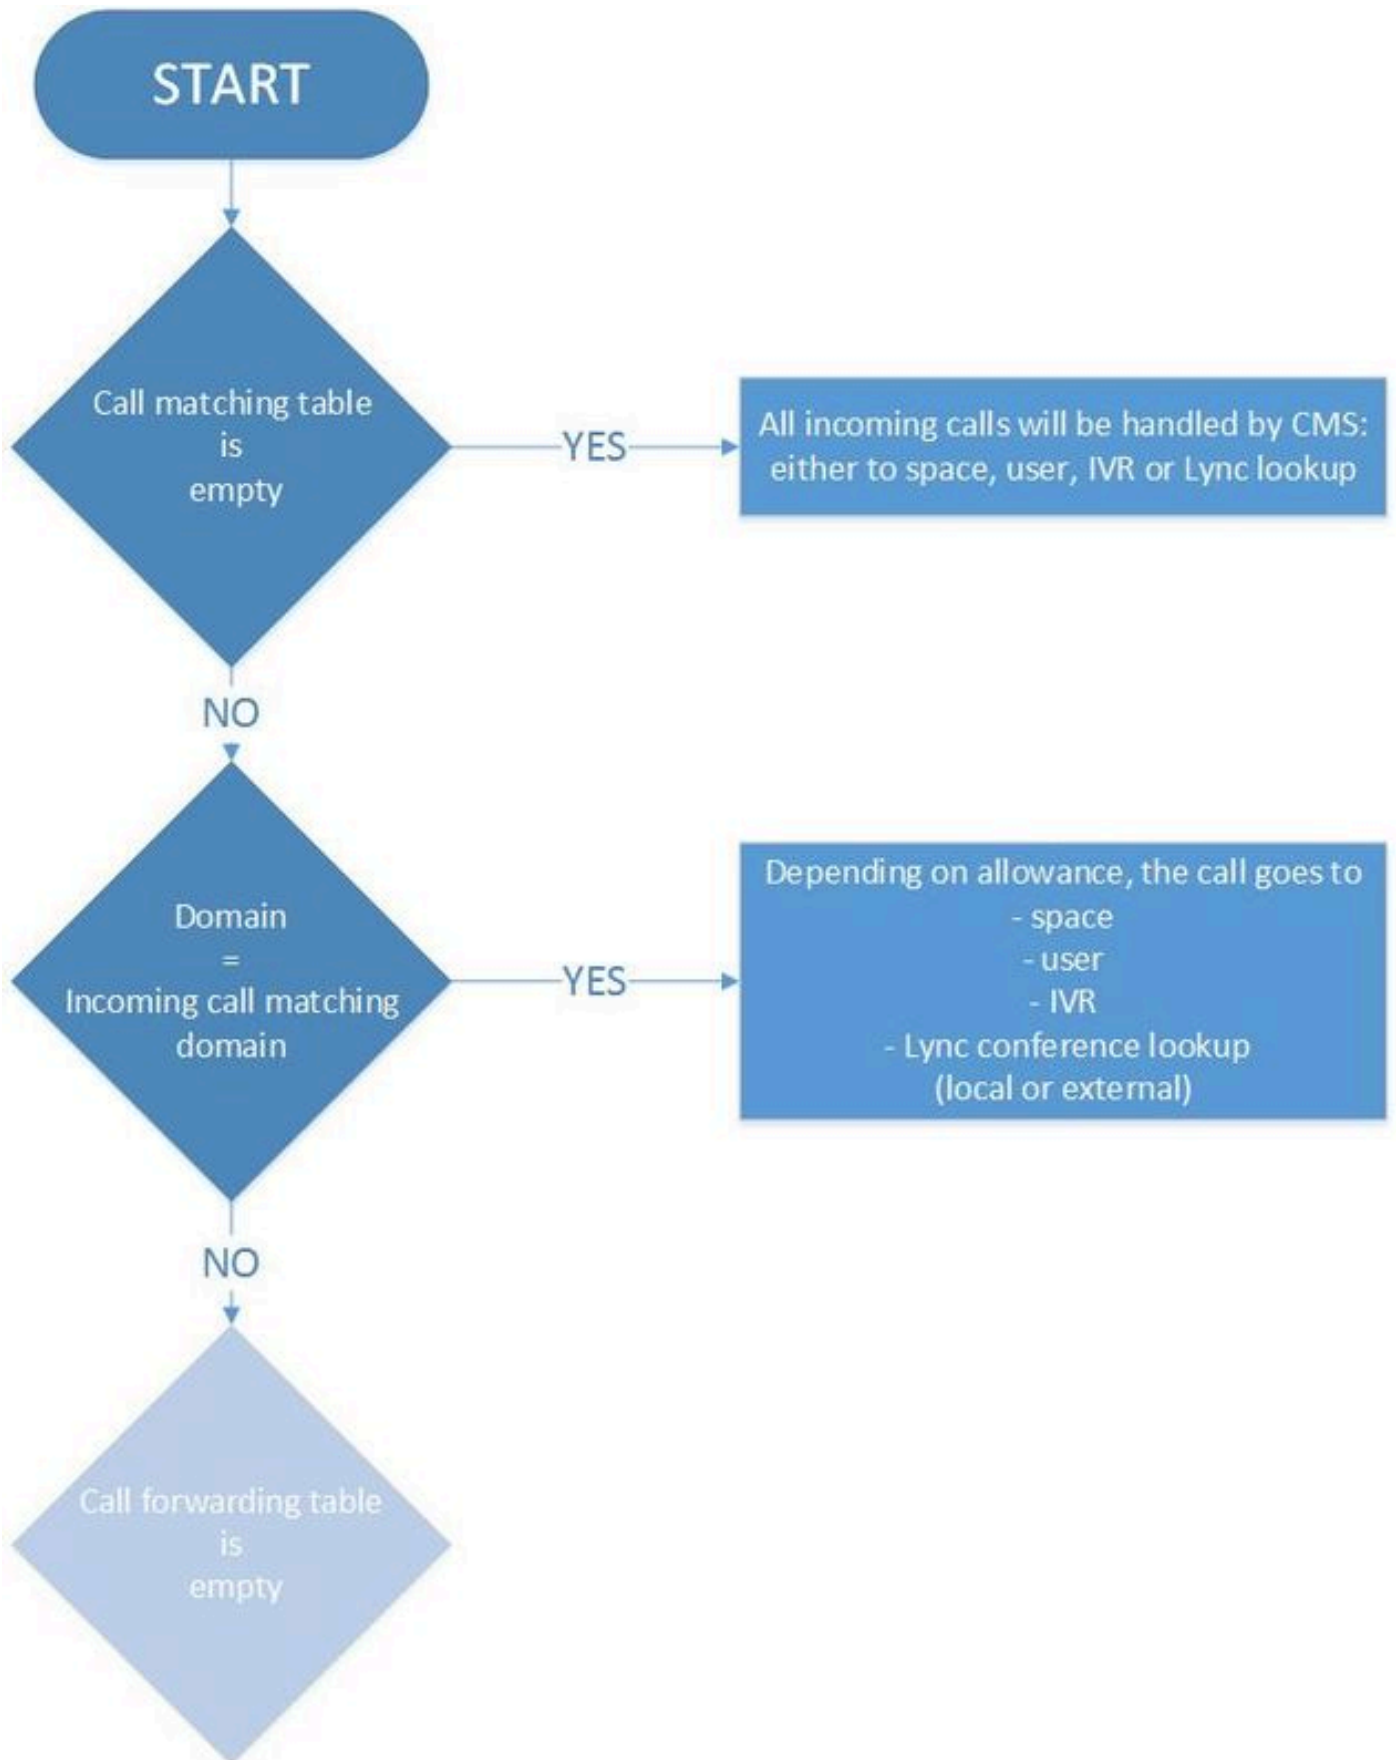 START
Call matching table
is
empty
YES
All incoming calls will be handled by CMS:
either to space, user, IVR or Lync lookup
NO
Domain
=
Incoming call matching
domain
YES
Depending on allowance, the call goes to
- space
- user
- IVR
- Lync conference lookup
(local or external)
NO
Call forwarding table
is
empty